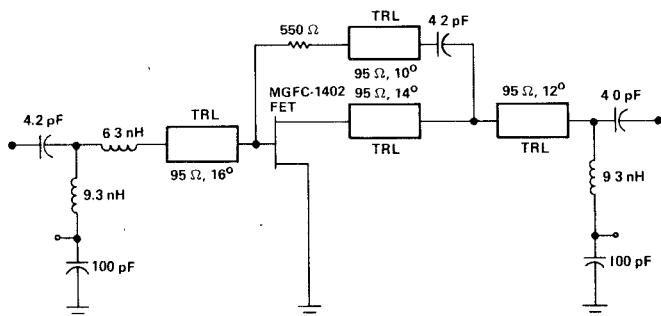 TRL
4.2 pF
550 Ω
95 Ω, 10°
MGFC-1402
FET
95 Ω, 14°
TRL
95 Ω, 12°
TRL
4.0 pF
4.2 pF
6.3 nH
TRL
95 Ω, 16°
9.3 nH
100 pF
9.3 nH
100 pF